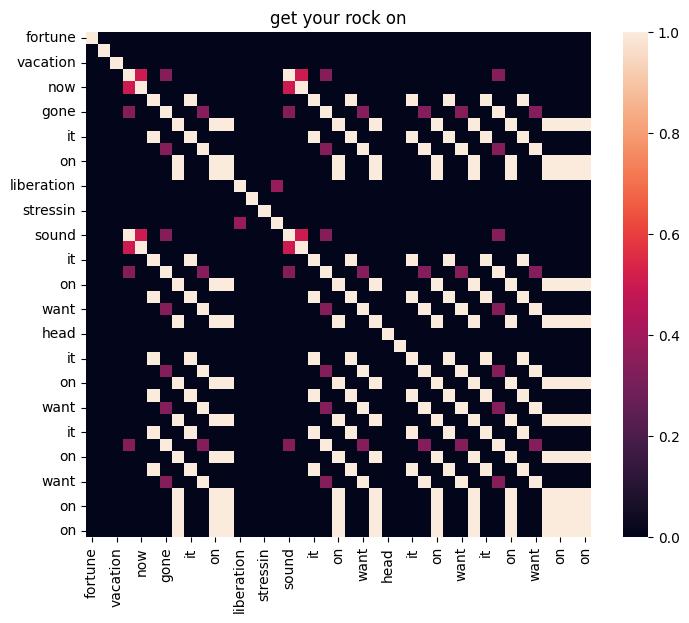 get your rock on
fortune
vacation
now
gone
it
on
liberation
stressin
sound
it
on
want
head
it
on
want
it
on
want
on
on
1.0
0.8
0.6
0.4
0.2
0.0
fortune
vacation
now
gone
it
on
liberation
stressin
sound
it
on
want
head
it
on
want
it
on
want
on
on